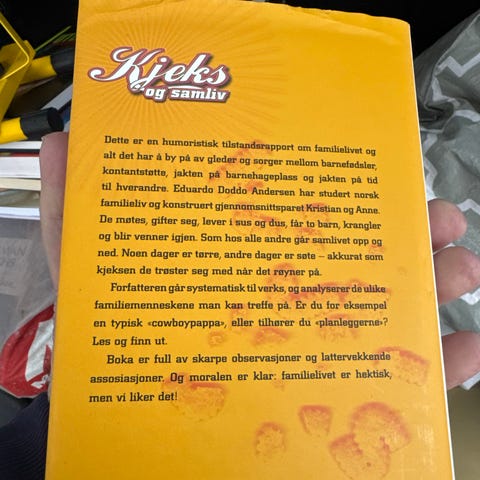 Kjeks
og samliv
Dette er en humoristisk tilstandsrapport om familielivet og
alt det har å by på av gleder og sorger mellom barnefødsler,
kontantstøtte, jakten på barnehageplass og jakten på tid
til hverandre. Eduardo Doddo Andersen har studert norsk
familieliv og konstruert gjennomsnittsparet Kristian og Anne.
De møtes, gifter seg, lever i sus og dus, får to barn, krangler
og blir venner igjen. Som hos alle andre går samlivet opp og
ned. Noen dager er tørre, andre dager er søte – akkurat som
kjeksen de trøster seg med når det røyner på.
Forfatteren går systematisk til verks, og analyserer de ulike
familiemenneskene man kan treffe på. Er du for eksempel
en typisk «cowboypappa», eller tilhører du «planleggerne»?
Les og finn ut.
Boka er full av skarpe observasjoner og lattervekkende
assosiasjoner. Og moralen er klar: familielivet er hektisk,
men vi liker det!